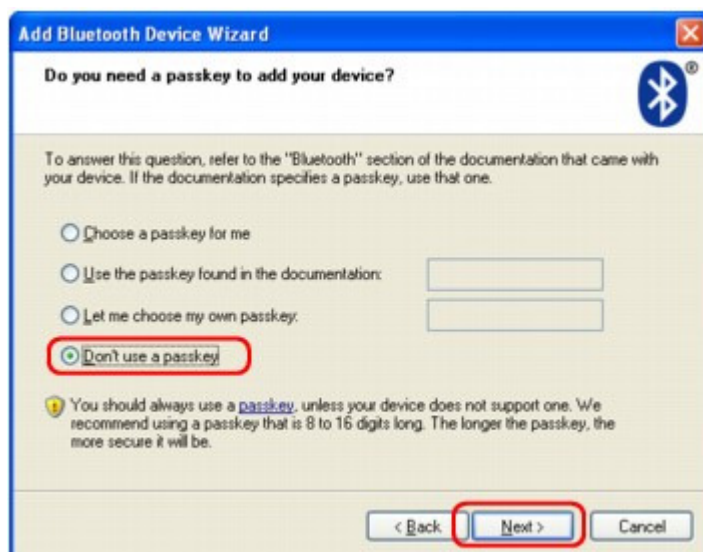 Add Bluetooth Device Wizard
Do you need a passkey to add your device?
®
To answer this question, refer to the "Bluetooth" section of the documentation that came with
your device. If the documentation specifies a passkey, use that one.
Choose a passkey for me
Use the passkey found in the documentation:
Let me choose my own passkey:
Don't use a passkey
You should always use a passkey, unless your device does not support one. We
recommend using a passkey that is 8 to 16 digits long. The longer the passkey, the
more secure it will be.
< Back Next > Cancel